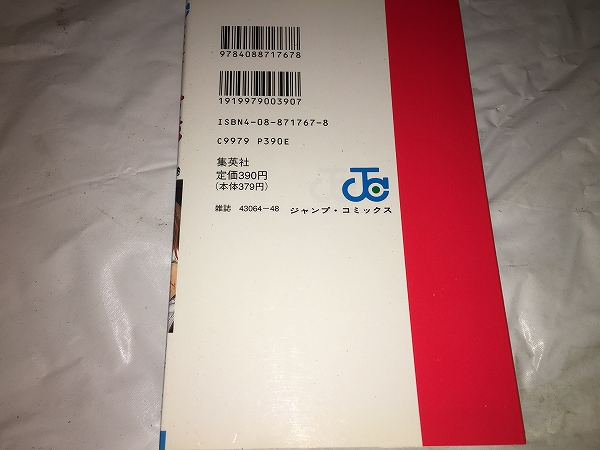 9784088717678
1919979003907
ISBN4-08-871767-8
C9979 P390E
集英社
定価390円
(本体379円)
雑誌 43064-48
JC
ジャンプ・コミックス